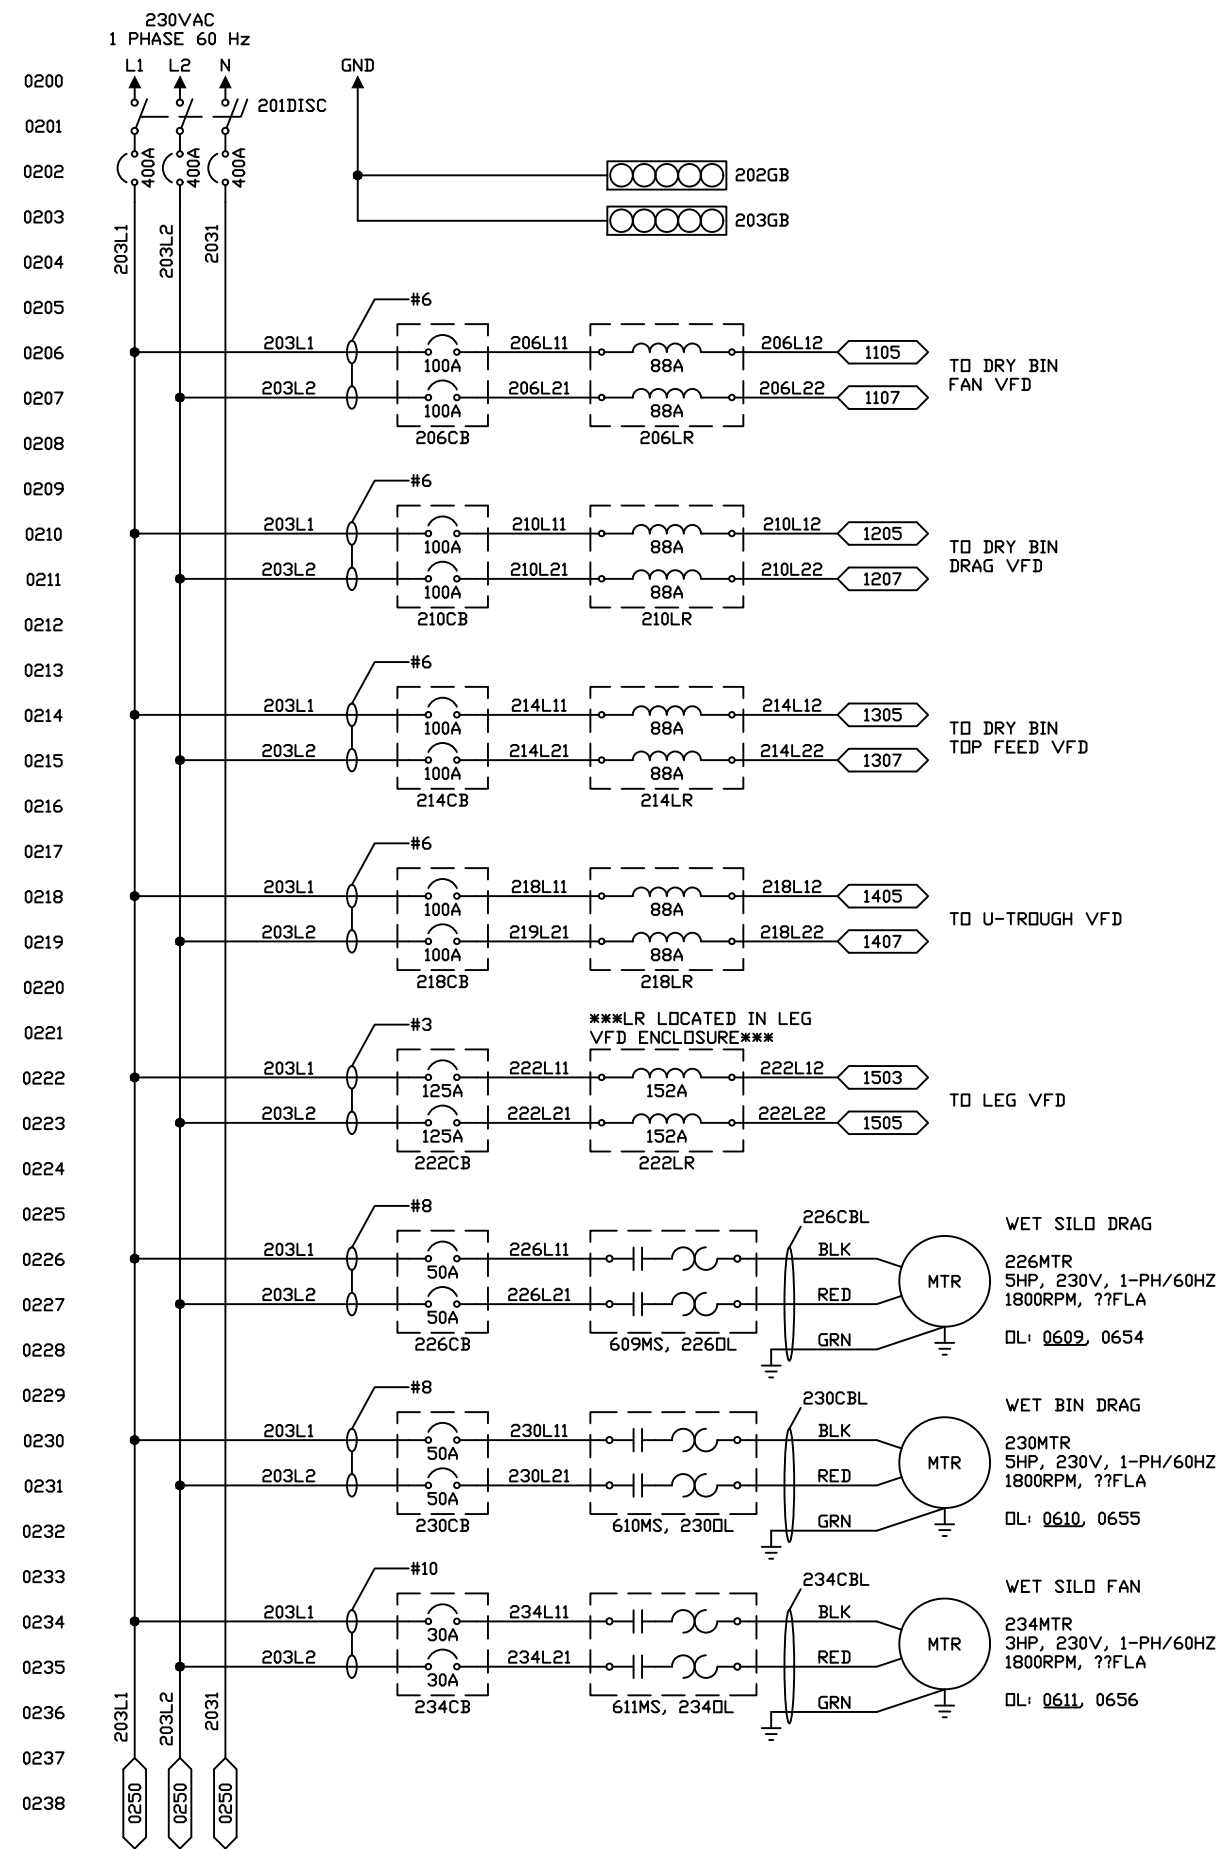 230VAC
1 PHASE 60 Hz
L1 L2 N GND
0200
201DISC
0201
400A 400A 400A
0202
202GB
0203
203GB
203L1 203L2 2031
0204
0205
#6
0206
203L1 100A 206L11 88A 206L12 1105
TO DRY BIN
FAN VFD
0207
203L2 100A 206L21 88A 206L22 1107
206CB 206LR
0208
0209
#6
0210
203L1 100A 210L11 88A 210L12 1205
TO DRY BIN
DRAG VFD
0211
203L2 100A 210L21 88A 210L22 1207
210CB 210LR
0212
0213
#6
0214
203L1 100A 214L11 88A 214L12 1305
TO DRY BIN
TOP FEED VFD
0215
203L2 100A 214L21 88A 214L22 1307
214CB 214LR
0216
0217
#6
0218
203L1 100A 218L11 88A 218L12 1405
TO U-TROUGH VFD
0219
203L2 100A 219L21 88A 218L22 1407
218CB 218LR
0220
0221
#3
***LR LOCATED IN LEG
VFD ENCLOSURE***
0222
203L1 125A 222L11 152A 222L12 1503
TO LEG VFD
0223
203L2 125A 222L21 152A 222L22 1505
222CB 222LR
0224
0225
#8
226CBL
WET SILO DRAG
0226
203L1 50A 226L11 BLK
MTR
226MTR
5HP, 230V, 1-PH/60HZ
1800RPM, ??FLA
0227
203L2 50A 226L21 RED
226CB 609MS, 226OL
0228
GRN
OL: 0609, 0654
0229
#8
230CBL
WET BIN DRAG
0230
203L1 50A 230L11 BLK
MTR
230MTR
5HP, 230V, 1-PH/60HZ
1800RPM, ??FLA
0231
203L2 50A 230L21 RED
230CB 610MS, 230OL
0232
GRN
OL: 0610, 0655
0233
#10
234CBL
WET SILO FAN
0234
203L1 30A 234L11 BLK
MTR
234MTR
3HP, 230V, 1-PH/60HZ
1800RPM, ??FLA
0235
203L2 30A 234L21 RED
234CB 611MS, 234OL
0236
GRN
OL: 0611, 0656
203L1 203L2 2031
0237
0238
0250 0250 0250